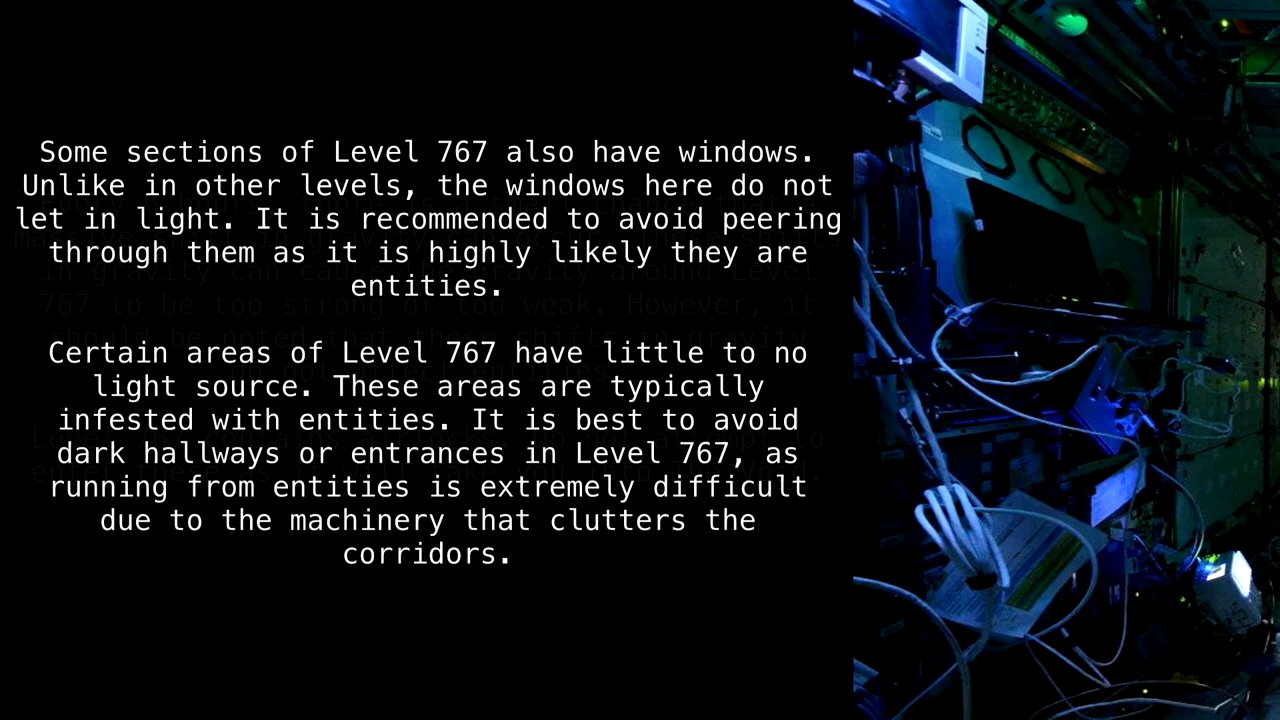 Some sections of Level 767 also have windows.
Unlike in other levels, the windows here do not
let in light. It is recommended to avoid peering
through them as it is highly likely they are
entities.
Certain areas of Level 767 have little to no
light source. These areas are typically
infested with entities. It is best to avoid
dark hallways or entrances in Level 767, as
running from entities is extremely difficult
due to the machinery that clutters the
corridors.